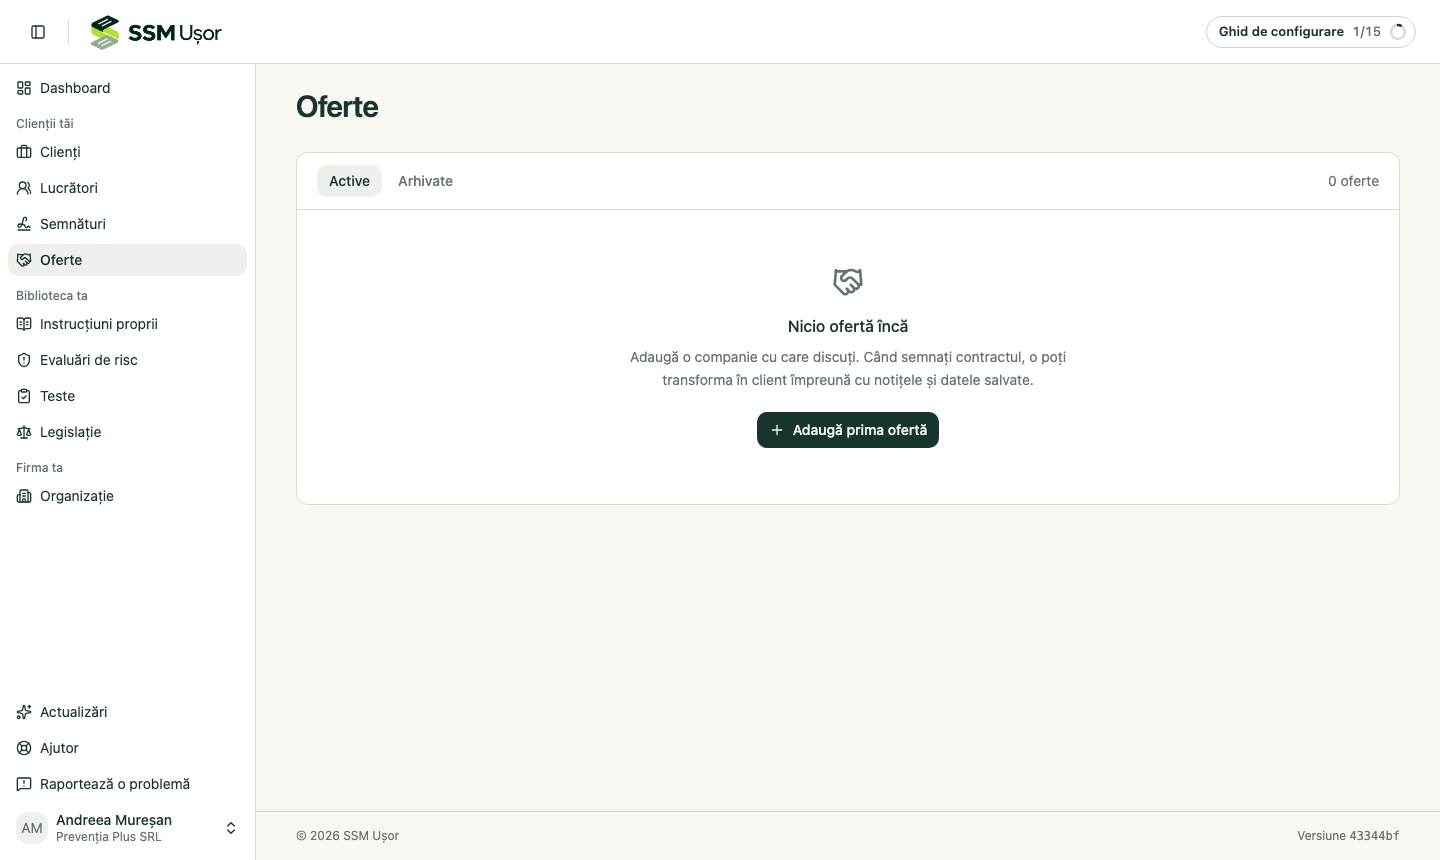 SSM Ușor
Ghid de configurare 1/15
Dashboard
Clienții tăi
Clienți
Lucrători
Semnături
Oferte
Biblioteca ta
Instrucțiuni proprii
Evaluări de risc
Teste
Legislație
Firma ta
Organizație
Actualizări
Ajutor
Raportează o problemă
AM
Andreea Mureșan
Prevenția Plus SRL
Oferte
Active Arhivate 0 oferte
Nicio ofertă încă
Adaugă o companie cu care discuți. Când semnați contractul, o poți
transforma în client împreună cu notițele și datele salvate.
Adaugă prima ofertă
© 2026 SSM Ușor
Versiune 43344bf